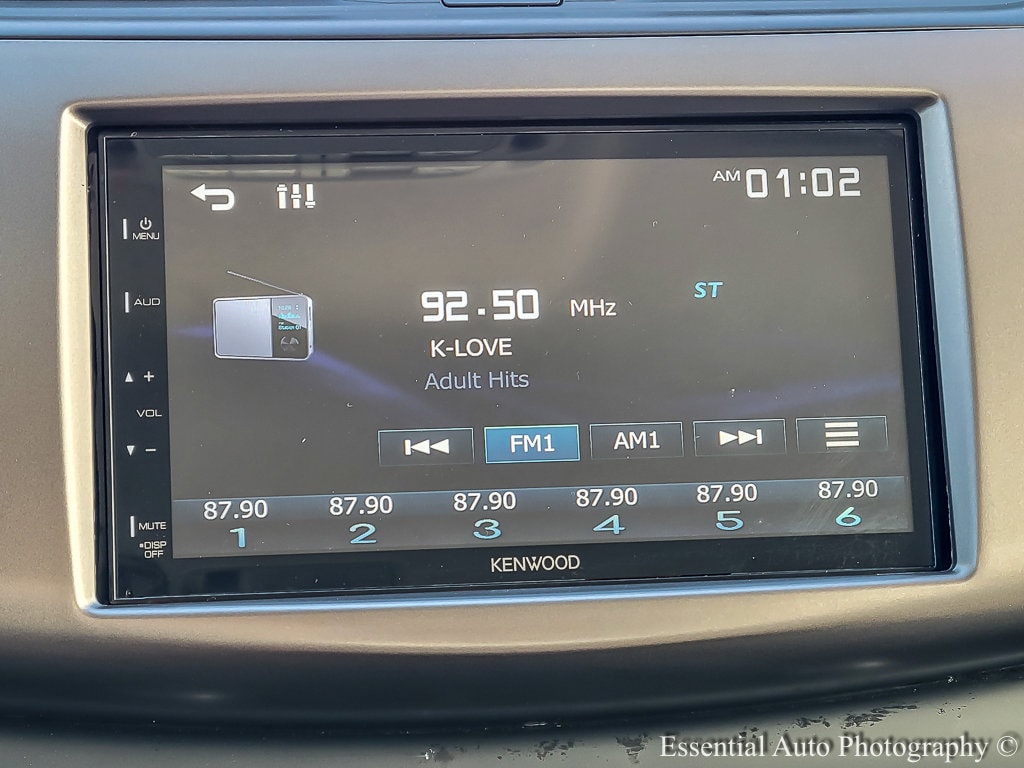 AM 01:02
MENU
AUD
92.50 MHz ST
K-LOVE
Adult Hits
+
VOL
−
FM1 AM1
87.90 87.90 87.90 87.90 87.90 87.90
1 2 3 4 5 6
MUTE
DISP
OFF
KENWOOD
Essential Auto Photography ©